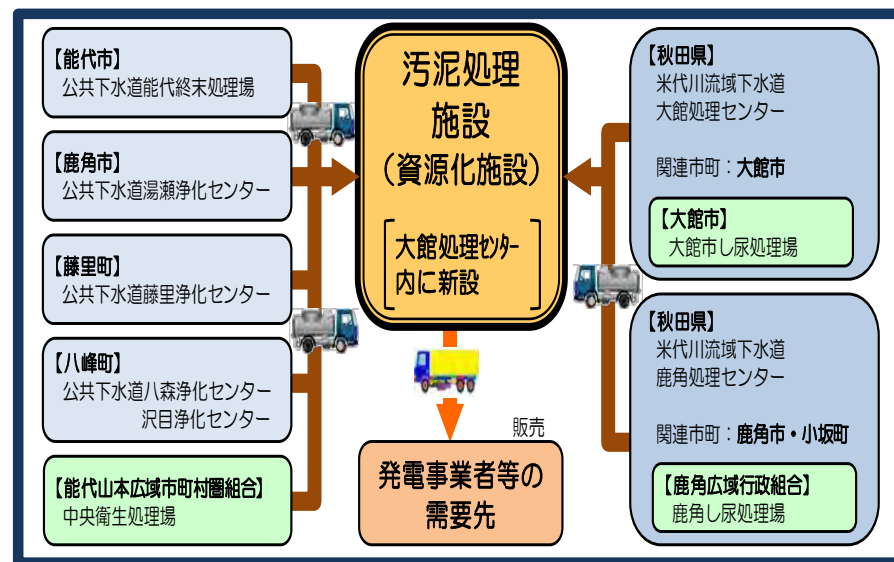 【能代市】
公共下水道能代終末処理場
【鹿角市】
公共下水道湯瀬浄化センター
【藤里町】
公共下水道藤里浄化センター
【八峰町】
公共下水道八森浄化センター
沢目浄化センター
【能代山本広域市町村圏組合】
中央衛生処理場
汚泥処理
施設
（資源化施設）
大館処理センター
内に新設
販売
発電事業者等の
需要先
【秋田県】
米代川流域下水道
大館処理センター
関連市町：大館市
【大館市】
大館市し尿処理場
【秋田県】
米代川流域下水道
鹿角処理センター
関連市町：鹿角市・小坂町
【鹿角広域行政組合】
鹿角し尿処理場